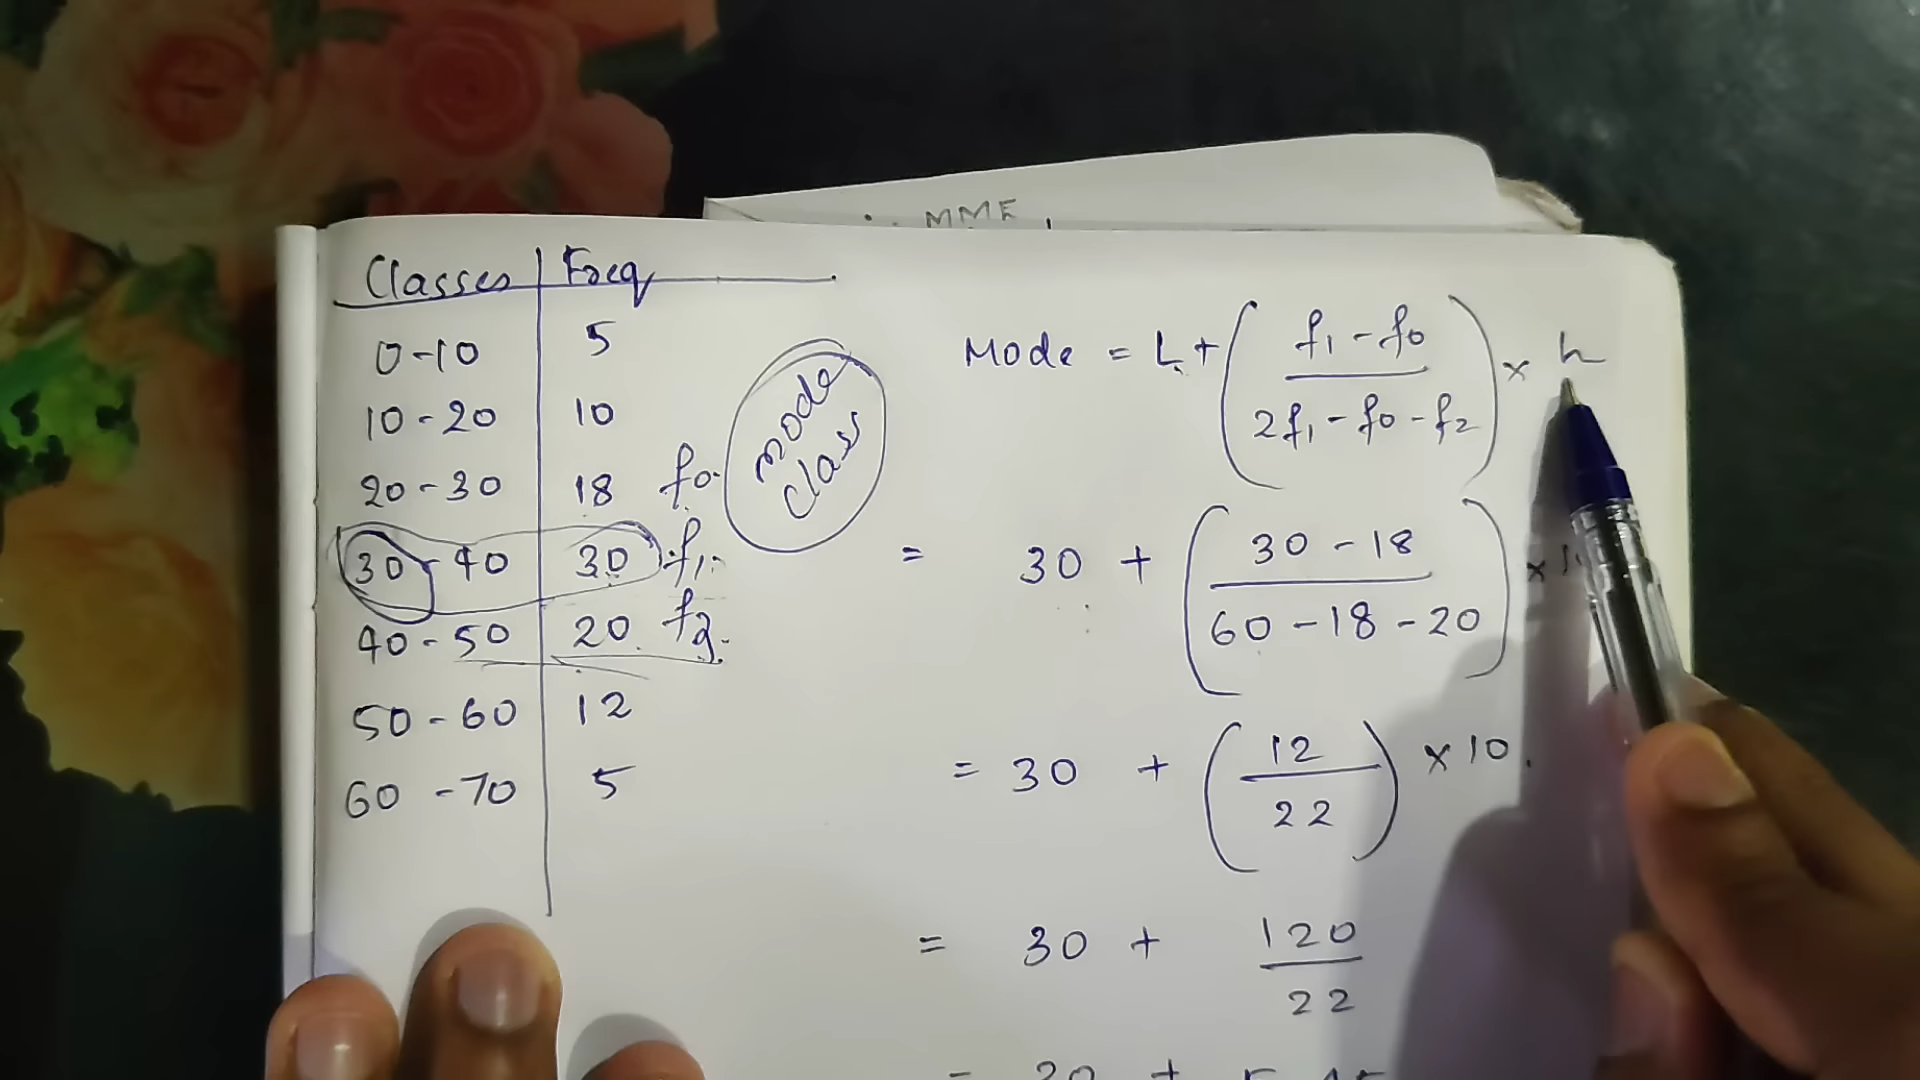 MME
Classes Freq
0-10 5
10-20 10
20-30 18 f0
30-40 30 f1
40-50 20 f2
50-60 12
60-70 5
mode
class
Mode = L + ( f1 - f0 / 2f1 - f0 - f2 ) × h
= 30 + ( 30 - 18 / 60 - 18 - 20 ) ×
= 30 + ( 12 / 22 ) × 10.
= 30 + 120 / 22